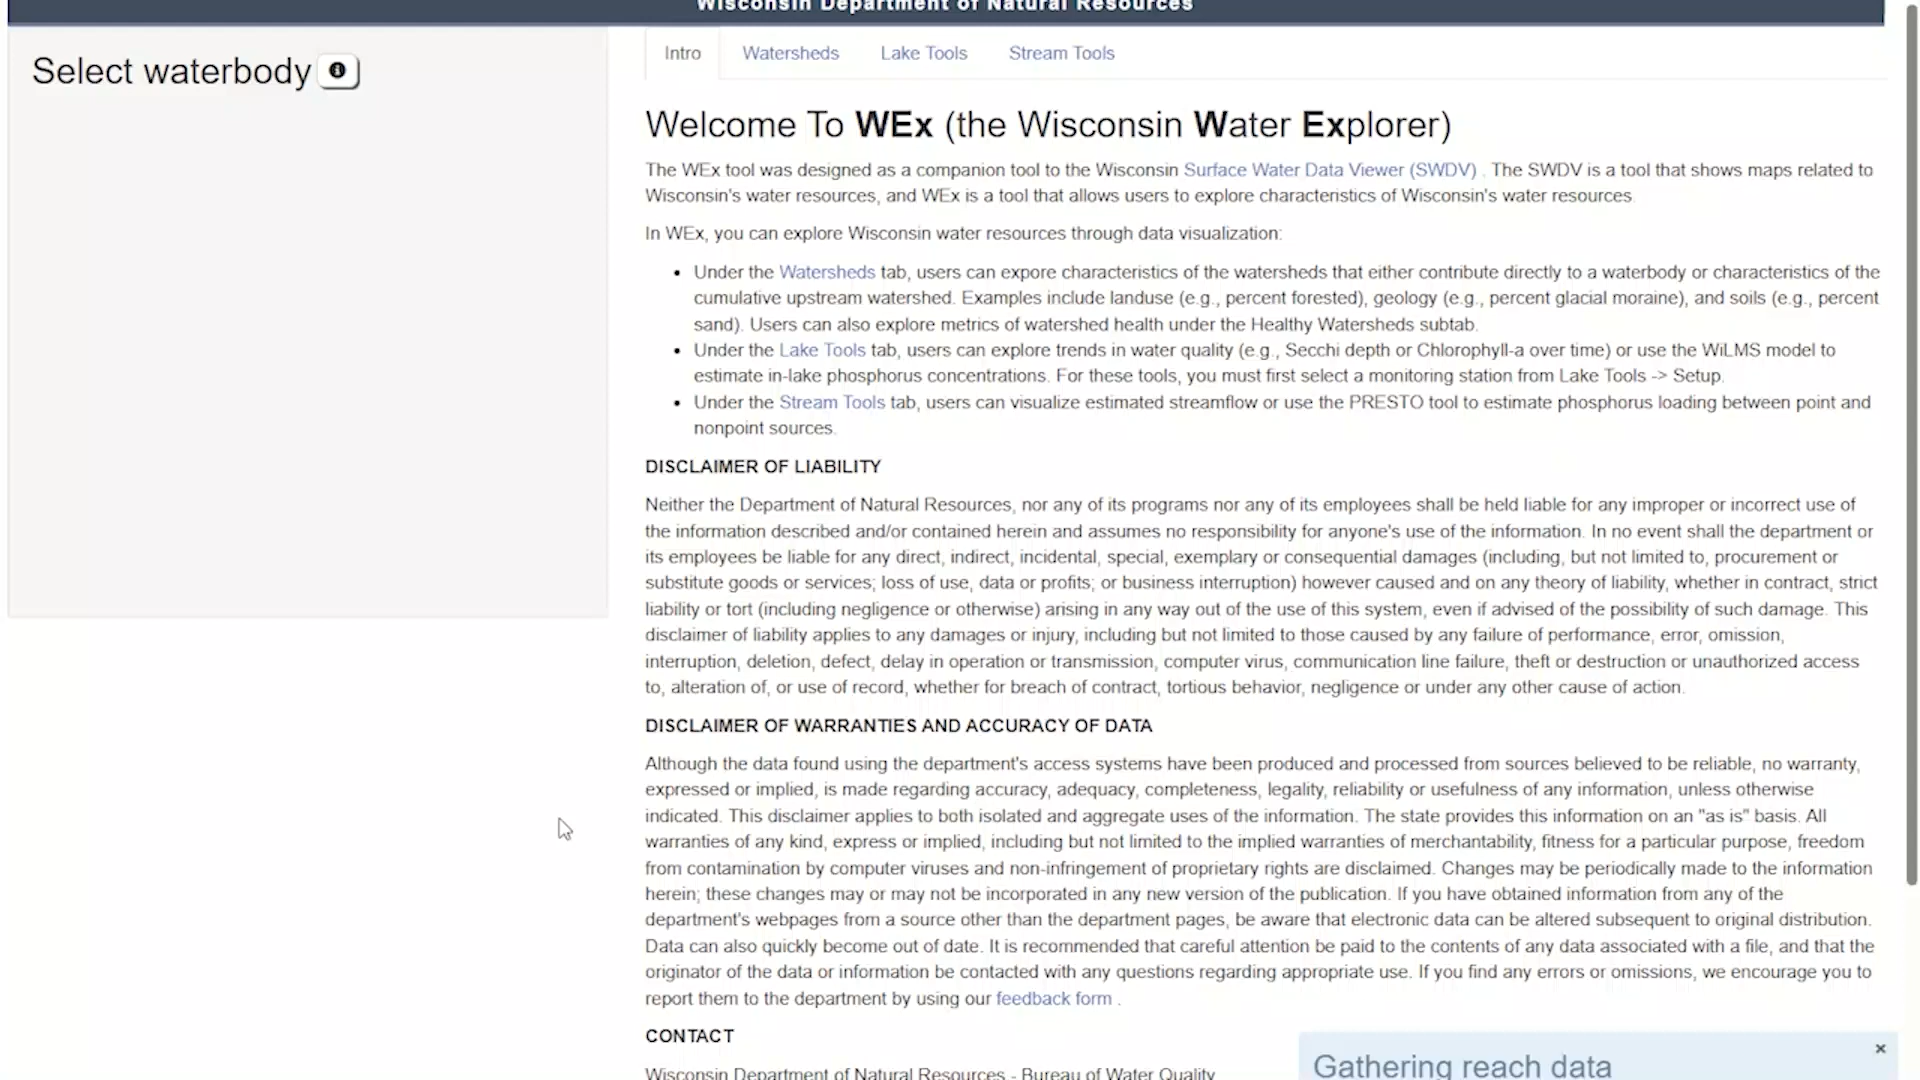 Wisconsin Department of Natural Resources
Select waterbody
Intro Watersheds Lake Tools Stream Tools
Welcome To WEx (the Wisconsin Water Explorer)
The WEx tool was designed as a companion tool to the Wisconsin Surface Water Data Viewer (SWDV) . The SWDV is a tool that shows maps related to
Wisconsin's water resources, and WEx is a tool that allows users to explore characteristics of Wisconsin's water resources.
In WEx, you can explore Wisconsin water resources through data visualization:
• Under the Watersheds tab, users can expore characteristics of the watersheds that either contribute directly to a waterbody or characteristics of the
cumulative upstream watershed. Examples include landuse (e.g., percent forested), geology (e.g., percent glacial moraine), and soils (e.g., percent
sand). Users can also explore metrics of watershed health under the Healthy Watersheds subtab.
• Under the Lake Tools tab, users can explore trends in water quality (e.g., Secchi depth or Chlorophyll-a over time) or use the WiLMS model to
estimate in-lake phosphorus concentrations. For these tools, you must first select a monitoring station from Lake Tools -> Setup.
• Under the Stream Tools tab, users can visualize estimated streamflow or use the PRESTO tool to estimate phosphorus loading between point and
nonpoint sources.
DISCLAIMER OF LIABILITY
Neither the Department of Natural Resources, nor any of its programs nor any of its employees shall be held liable for any improper or incorrect use of
the information described and/or contained herein and assumes no responsibility for anyone's use of the information. In no event shall the department or
its employees be liable for any direct, indirect, incidental, special, exemplary or consequential damages (including, but not limited to, procurement or
substitute goods or services; loss of use, data or profits; or business interruption) however caused and on any theory of liability, whether in contract, strict
liability or tort (including negligence or otherwise) arising in any way out of the use of this system, even if advised of the possibility of such damage. This
disclaimer of liability applies to any damages or injury, including but not limited to those caused by any failure of performance, error, omission,
interruption, deletion, defect, delay in operation or transmission, computer virus, communication line failure, theft or destruction or unauthorized access
to, alteration of, or use of record, whether for breach of contract, tortious behavior, negligence or under any other cause of action.
DISCLAIMER OF WARRANTIES AND ACCURACY OF DATA
Although the data found using the department's access systems have been produced and processed from sources believed to be reliable, no warranty,
expressed or implied, is made regarding accuracy, adequacy, completeness, legality, reliability or usefulness of any information, unless otherwise
indicated. This disclaimer applies to both isolated and aggregate uses of the information. The state provides this information on an "as is" basis. All
warranties of any kind, express or implied, including but not limited to the implied warranties of merchantability, fitness for a particular purpose, freedom
from contamination by computer viruses and non-infringement of proprietary rights are disclaimed. Changes may be periodically made to the information
herein; these changes may or may not be incorporated in any new version of the publication. If you have obtained information from any of the
department's webpages from a source other than the department pages, be aware that electronic data can be altered subsequent to original distribution.
Data can also quickly become out of date. It is recommended that careful attention be paid to the contents of any data associated with a file, and that the
originator of the data or information be contacted with any questions regarding appropriate use. If you find any errors or omissions, we encourage you to
report them to the department by using our feedback form .
CONTACT
Wisconsin Department of Natural Resources - Bureau of Water Quality
Gathering reach data ×